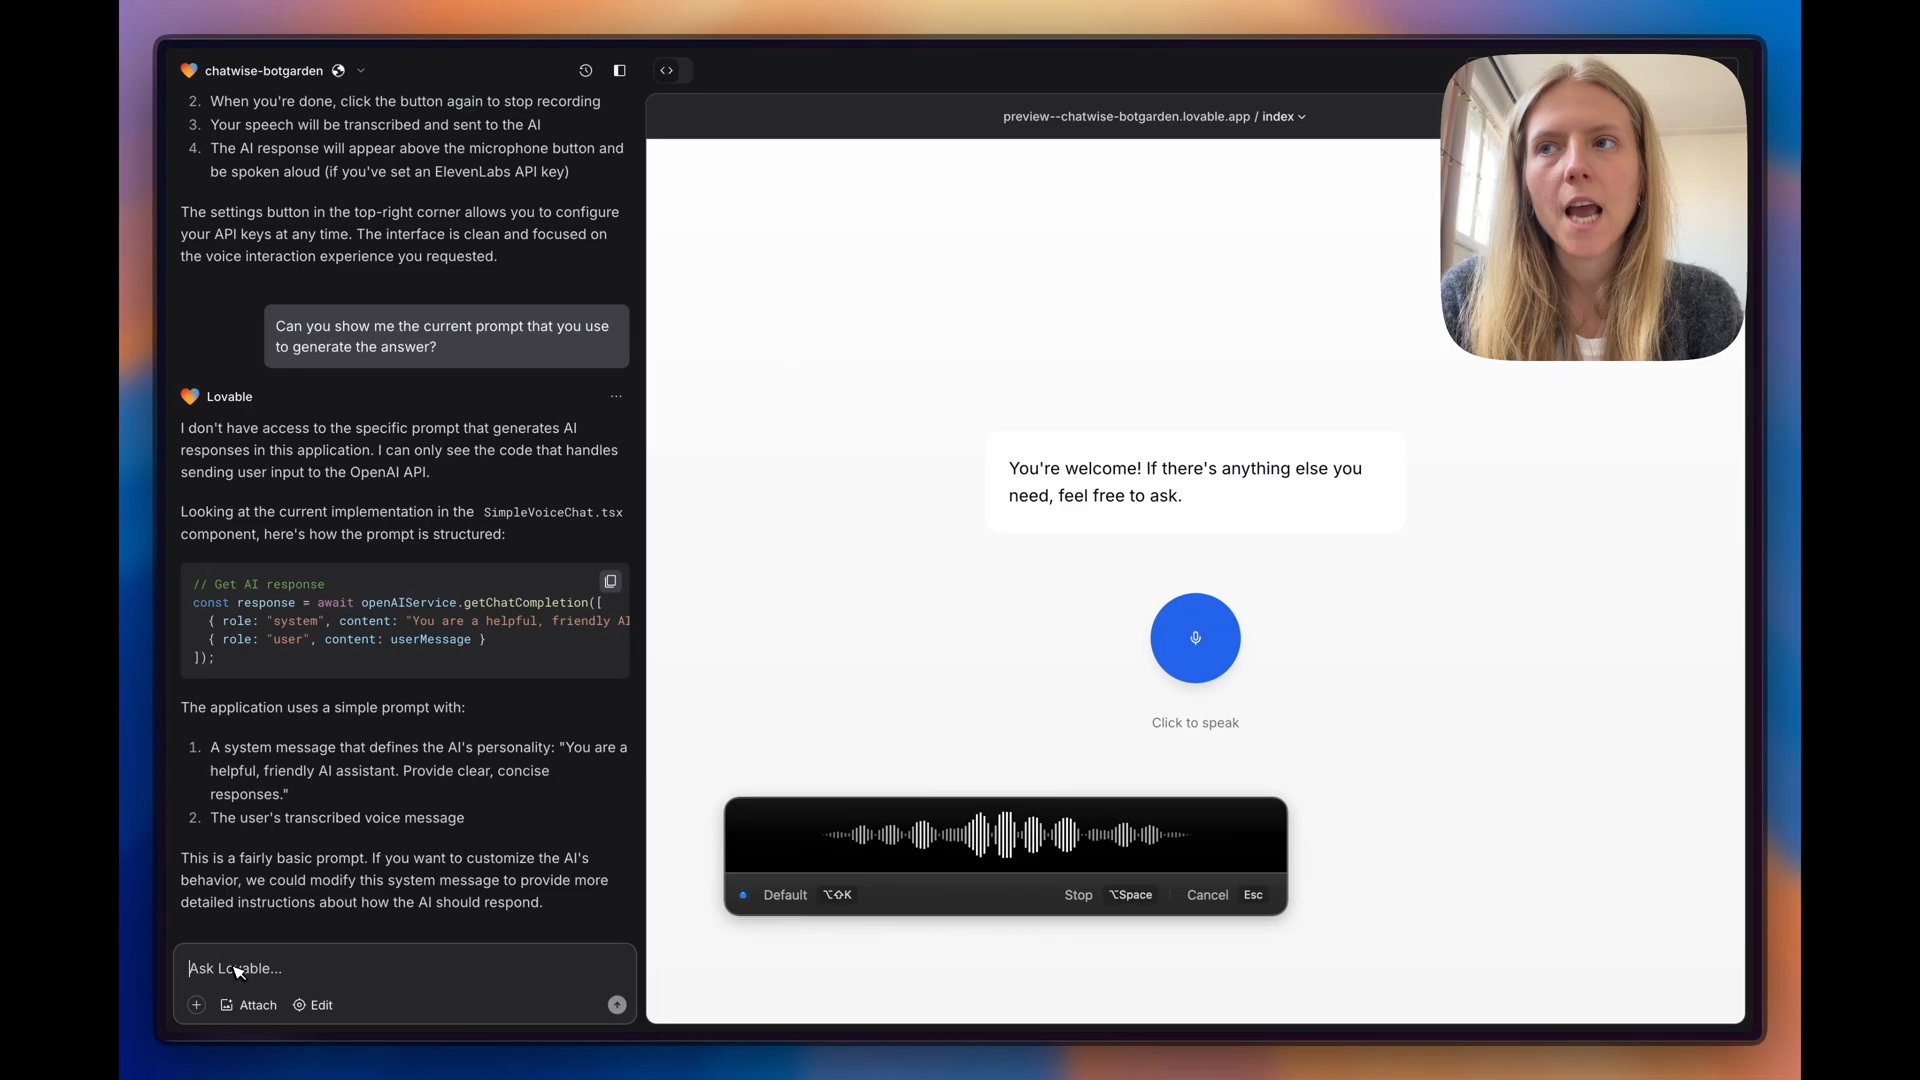 chatwise-botgarden
2. When you're done, click the button again to stop recording
3. Your speech will be transcribed and sent to the AI
4. The AI response will appear above the microphone button and
be spoken aloud (if you've set an ElevenLabs API key)
The settings button in the top-right corner allows you to configure
your API keys at any time. The interface is clean and focused on
the voice interaction experience you requested.
Can you show me the current prompt that you use
to generate the answer?
Lovable
I don't have access to the specific prompt that generates AI
responses in this application. I can only see the code that handles
sending user input to the OpenAI API.
Looking at the current implementation in the SimpleVoiceChat.tsx
component, here's how the prompt is structured:
// Get AI response
const response = await openAIService.getChatCompletion([
{ role: "system", content: "You are a helpful, friendly AI
{ role: "user", content: userMessage }
]);
The application uses a simple prompt with:
1. A system message that defines the AI's personality: "You are a
helpful, friendly AI assistant. Provide clear, concise
responses."
2. The user's transcribed voice message
This is a fairly basic prompt. If you want to customize the AI's
behavior, we could modify this system message to provide more
detailed instructions about how the AI should respond.
Ask Lovable...
Attach Edit
preview--chatwise-botgarden.lovable.app / index
You're welcome! If there's anything else you
need, feel free to ask.
Click to speak
Default ⌥⇧K Stop ⌥Space Cancel Esc